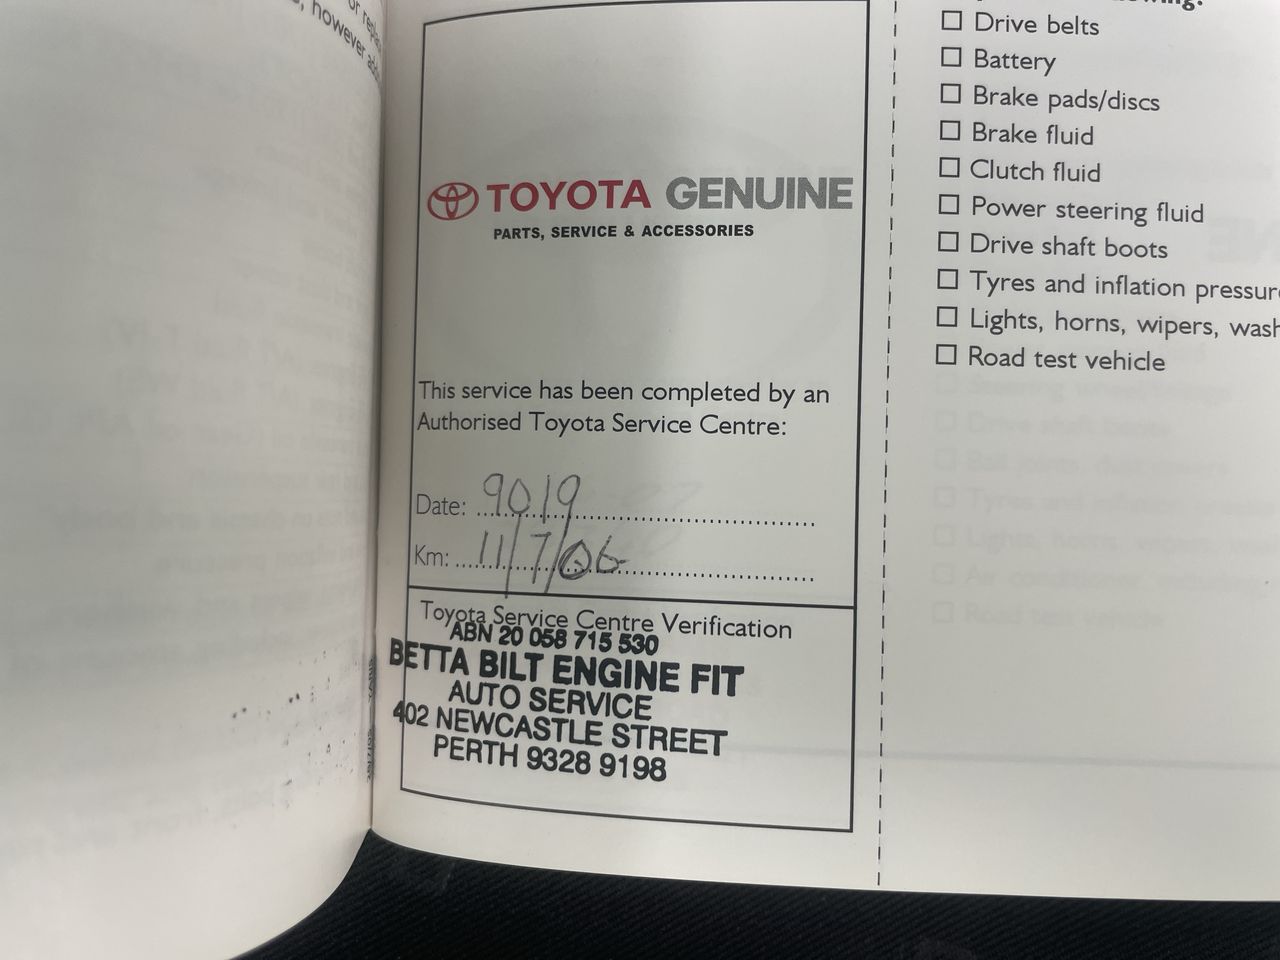 however
TOYOTA GENUINE
PARTS, SERVICE & ACCESSORIES
This service has been completed by an
Authorised Toyota Service Centre:
Date: 9019
Km: 11/7/06
Toyota Service Centre Verification
ABN 20 058 715 530
BETTA BILT ENGINE FIT
AUTO SERVICE
402 NEWCASTLE STREET
PERTH 9328 9198
☐ Drive belts
☐ Battery
☐ Brake pads/discs
☐ Brake fluid
☐ Clutch fluid
☐ Power steering fluid
☐ Drive shaft boots
☐ Tyres and inflation pressure
☐ Lights, horns, wipers, wash
☐ Road test vehicle